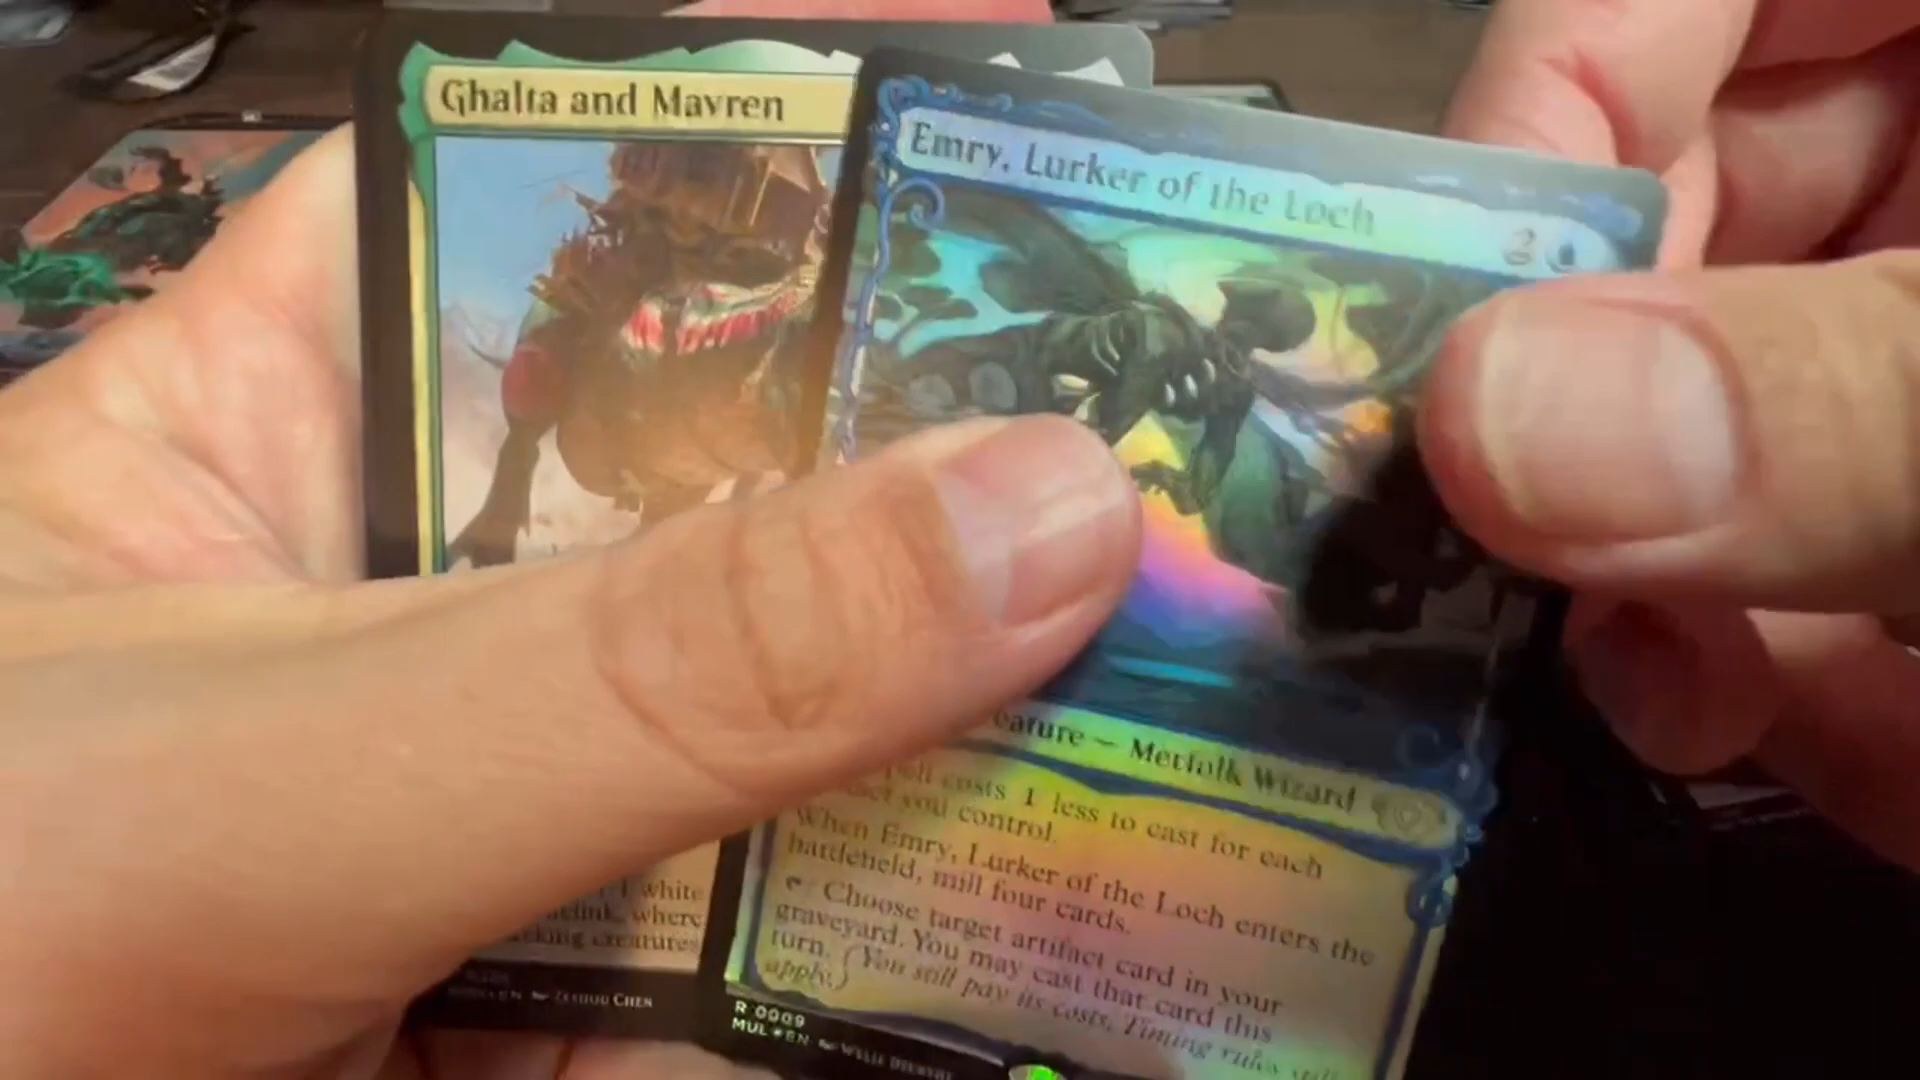 Ghalta and Mavren
white
where
creatures
CHEN
Emry, Lurker of the Loch
2
eature ~ Merfolk Wizard
costs 1 less to cast for each
you control.
When Emry, Lurker of the Loch enters the
battlefield, mill four cards.
: Choose target artifact card in your
graveyard. You may cast that card this
turn. (You still pay its costs. Timing rules still
apply.)
R 0009
MUL EN